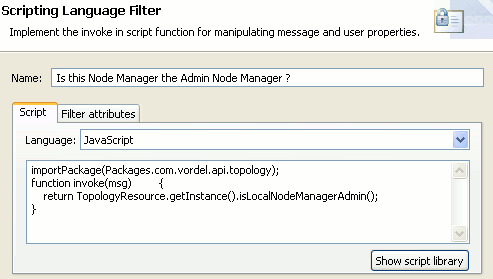 Scripting Language Filter
Implement the invoke in script function for manipulating message and user properties.
Name: Is this Node Manager the Admin Node Manager ?
Script Filter attributes
Language: JavaScript
importPackage(Packages.com.vordel.api.topology);
function invoke(msg) {
return TopologyResource.getInstance().isLocalNodeManagerAdmin();
}
Show script library